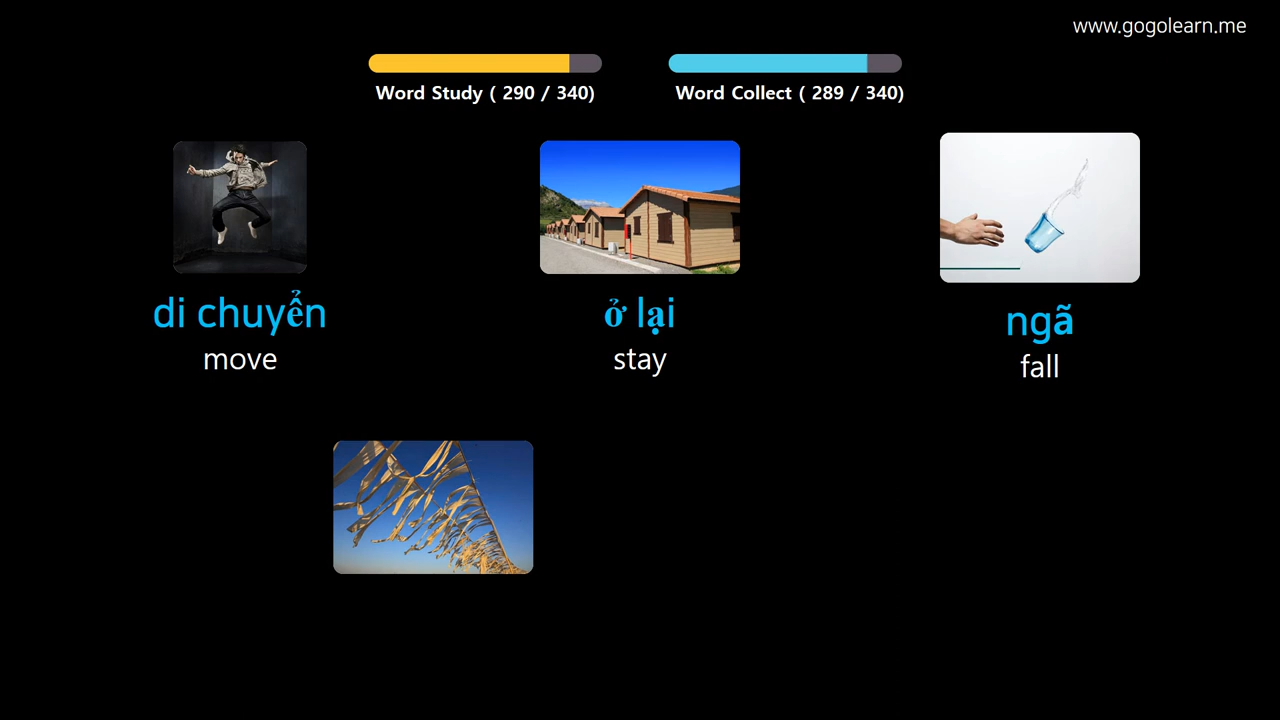 www.gogolearn.me
Word Study ( 290 / 340)
Word Collect ( 289 / 340)
di chuyển
move
ở lại
stay
ngã
fall